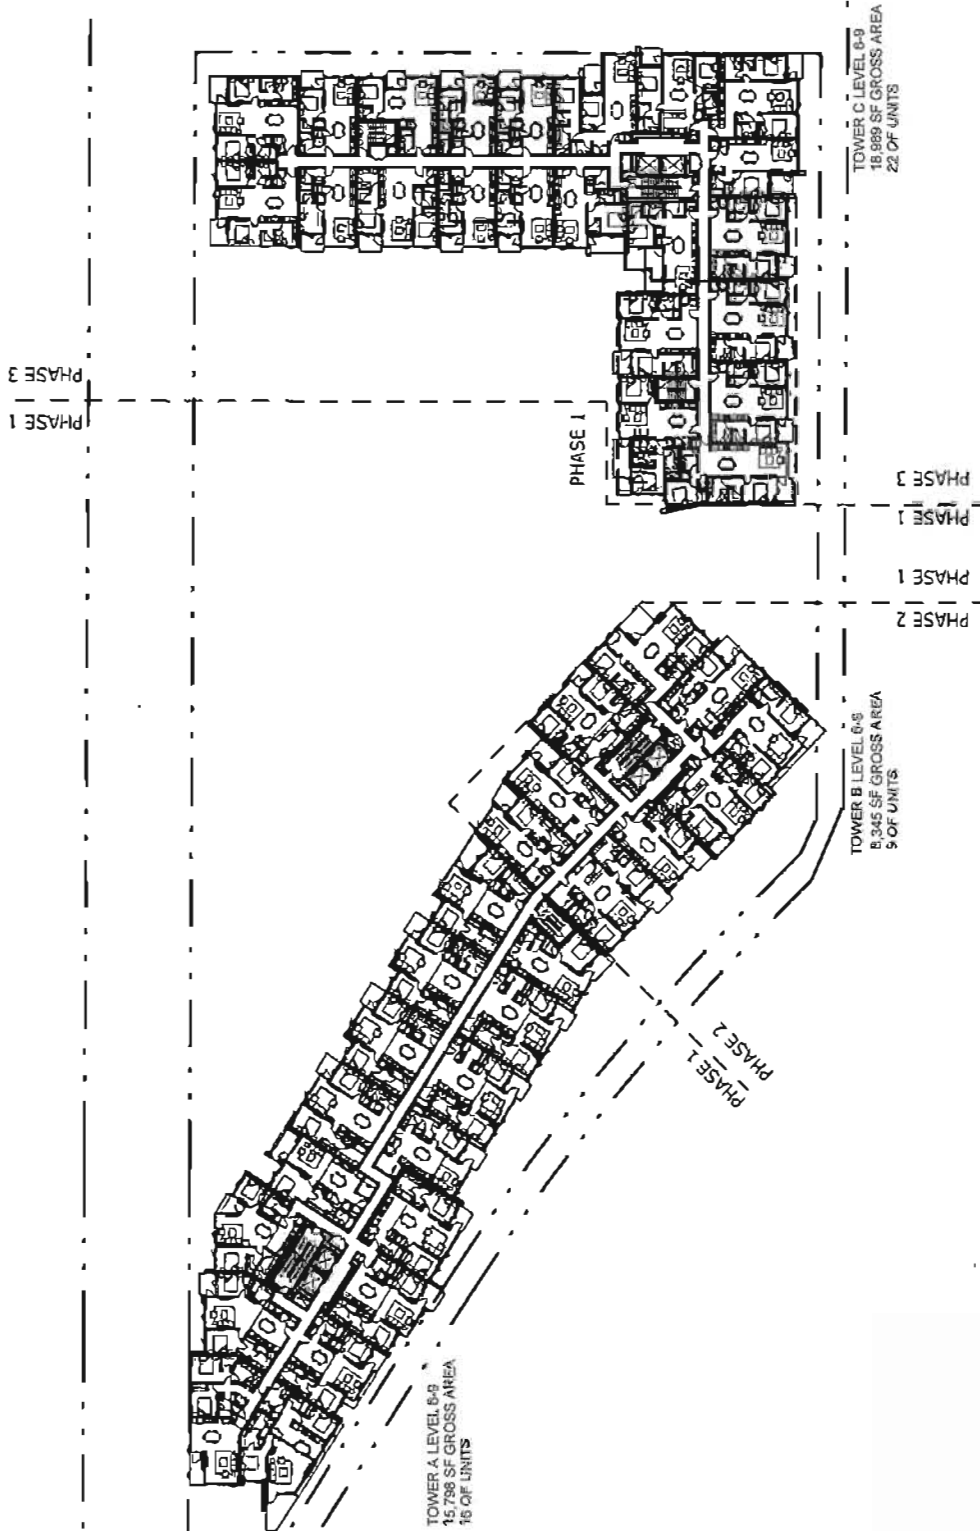 TOWER C LEVEL 6-9
18,989 SF GROSS AREA
22 OF UNITS
PHASE 3
PHASE 1
PHASE 1
PHASE 3
PHASE 1
PHASE 1
PHASE 2
TOWER B LEVEL 6-8
8,345 SF GROSS AREA
9 OF UNITS
PHASE 1
PHASE 2
TOWER A LEVEL 6-9
15,798 SF GROSS AREA
16 OF UNITS